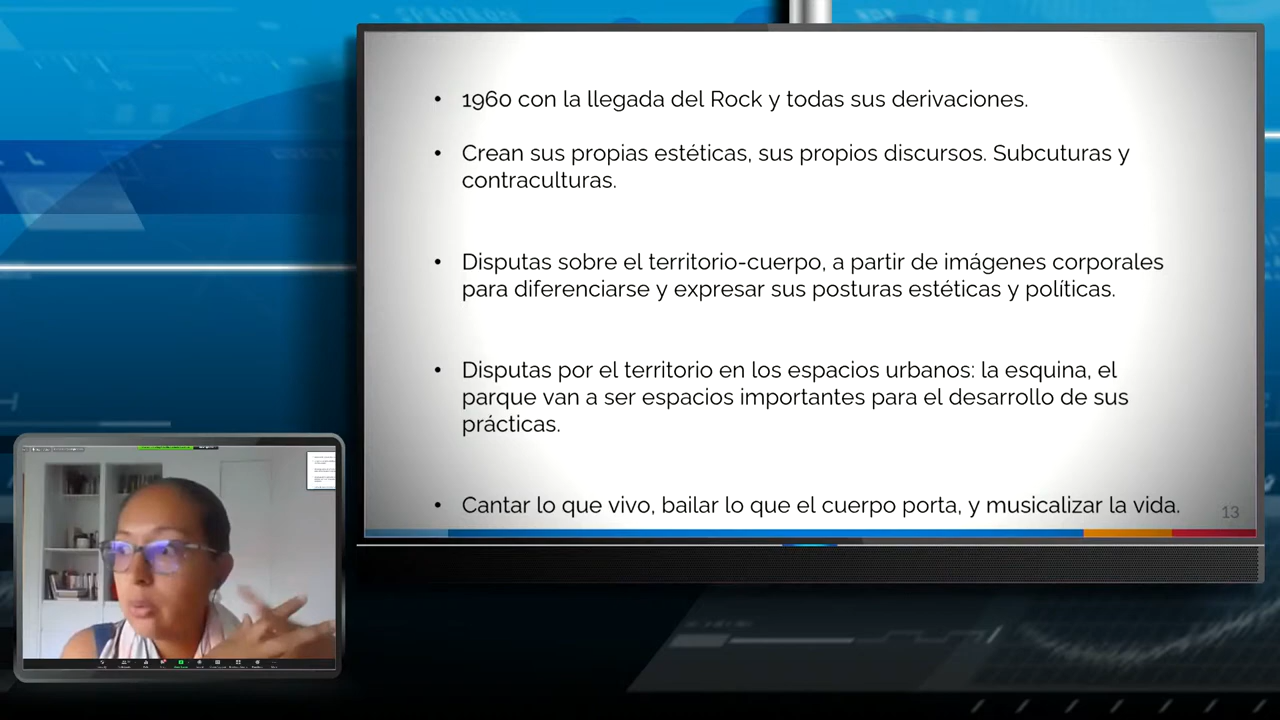 • 1960 con la llegada del Rock y todas sus derivaciones.
• Crean sus propias estéticas, sus propios discursos. Subcuturas y
contraculturas.
• Disputas sobre el territorio-cuerpo, a partir de imágenes corporales
para diferenciarse y expresar sus posturas estéticas y políticas.
• Disputas por el territorio en los espacios urbanos: la esquina, el
parque van a ser espacios importantes para el desarrollo de sus
prácticas.
• Cantar lo que vivo, bailar lo que el cuerpo porta, y musicalizar la vida.
13